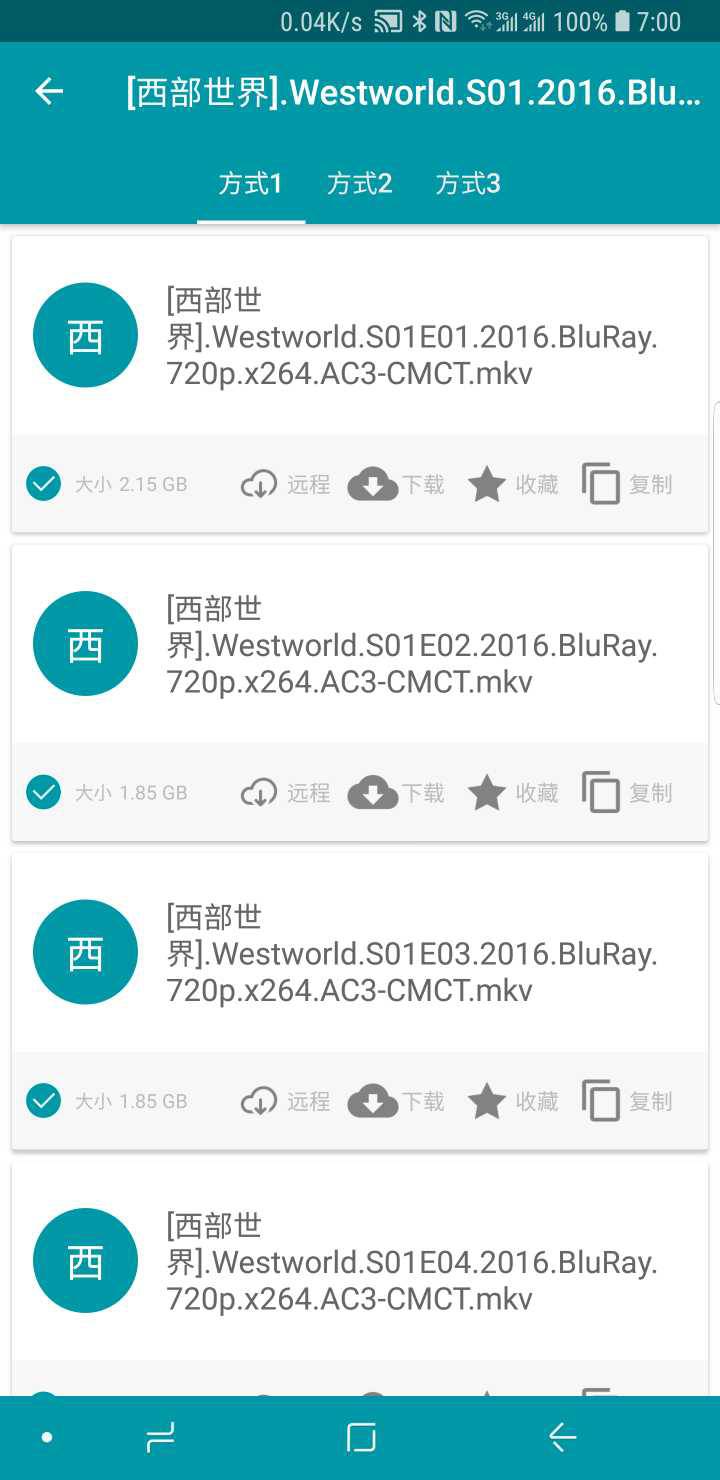 0.04K/s 3G 4G 100% 7:00
[西部世界].Westworld.S01.2016.Blu...
方式1 方式2 方式3
西
[西部世
界].Westworld.S01E01.2016.BluRay.
720p.x264.AC3-CMCT.mkv
大小 2.15 GB 远程 下载 收藏 复制
西
[西部世
界].Westworld.S01E02.2016.BluRay.
720p.x264.AC3-CMCT.mkv
大小 1.85 GB 远程 下载 收藏 复制
西
[西部世
界].Westworld.S01E03.2016.BluRay.
720p.x264.AC3-CMCT.mkv
大小 1.85 GB 远程 下载 收藏 复制
西
[西部世
界].Westworld.S01E04.2016.BluRay.
720p.x264.AC3-CMCT.mkv